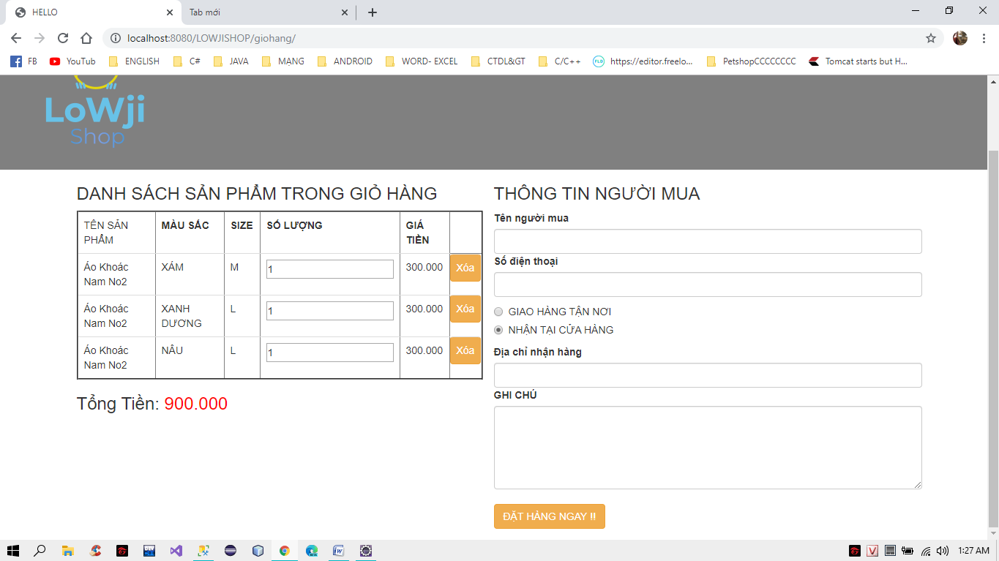 HELLO
Tab mới
localhost:8080/LOWJISHOP/giohang/
FB YouTub ENGLISH C# JAVA MẠNG ANDROID WORD- EXCEL CTDL&GT C/C++ https://editor.freelo... PetshopCCCCCCCC Tomcat starts but H...
LoWji
Shop
DANH SÁCH SẢN PHẨM TRONG GIỎ HÀNG
TÊN SẢN PHẨM MÀU SẮC SIZE SỐ LƯỢNG GIÁ TIỀN
Áo Khoác Nam No2 XÁM M 1 300.000 Xóa
Áo Khoác Nam No2 XANH DƯƠNG L 1 300.000 Xóa
Áo Khoác Nam No2 NÂU L 1 300.000 Xóa
Tổng Tiền: 900.000
THÔNG TIN NGƯỜI MUA
Tên người mua
Số điện thoại
GIAO HÀNG TẬN NƠI
NHẬN TẠI CỬA HÀNG
Địa chỉ nhận hàng
GHI CHÚ
ĐẶT HÀNG NGAY !!
1:27 AM